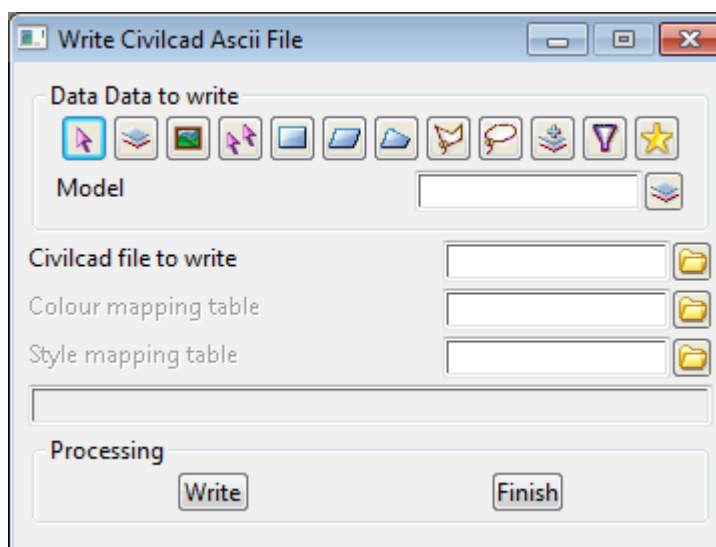 Write Civilcad Ascii File
Data Data to write
Model
Civilcad file to write
Colour mapping table
Style mapping table
Processing
Write Finish